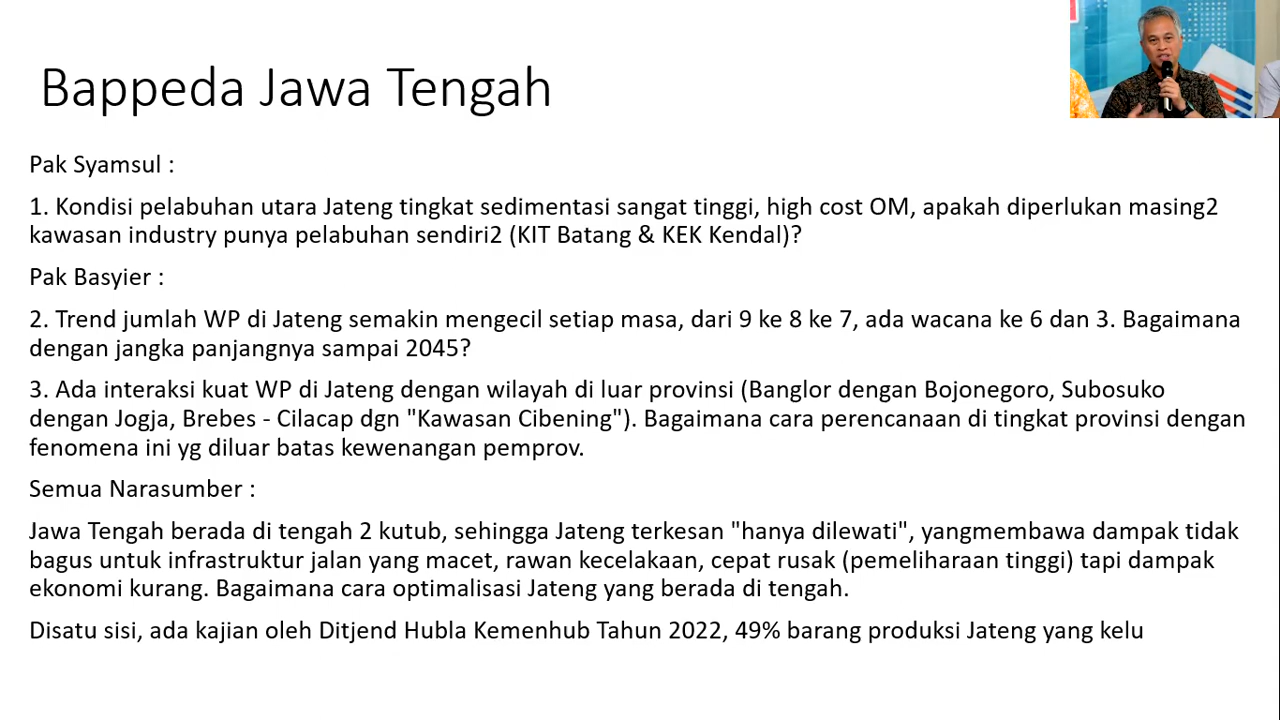 Bappeda Jawa Tengah
Pak Syamsul :
1. Kondisi pelabuhan utara Jateng tingkat sedimentasi sangat tinggi, high cost OM, apakah diperlukan masing2
kawasan industry punya pelabuhan sendiri2 (KIT Batang & KEK Kendal)?
Pak Basyier :
2. Trend jumlah WP di Jateng semakin mengecil setiap masa, dari 9 ke 8 ke 7, ada wacana ke 6 dan 3. Bagaimana
dengan jangka panjangnya sampai 2045?
3. Ada interaksi kuat WP di Jateng dengan wilayah di luar provinsi (Banglor dengan Bojonegoro, Subosuko
dengan Jogja, Brebes - Cilacap dgn "Kawasan Cibening"). Bagaimana cara perencanaan di tingkat provinsi dengan
fenomena ini yg diluar batas kewenangan pemprov.
Semua Narasumber :
Jawa Tengah berada di tengah 2 kutub, sehingga Jateng terkesan "hanya dilewati", yangmembawa dampak tidak
bagus untuk infrastruktur jalan yang macet, rawan kecelakaan, cepat rusak (pemeliharaan tinggi) tapi dampak
ekonomi kurang. Bagaimana cara optimalisasi Jateng yang berada di tengah.
Disatu sisi, ada kajian oleh Ditjend Hubla Kemenhub Tahun 2022, 49% barang produksi Jateng yang kelu